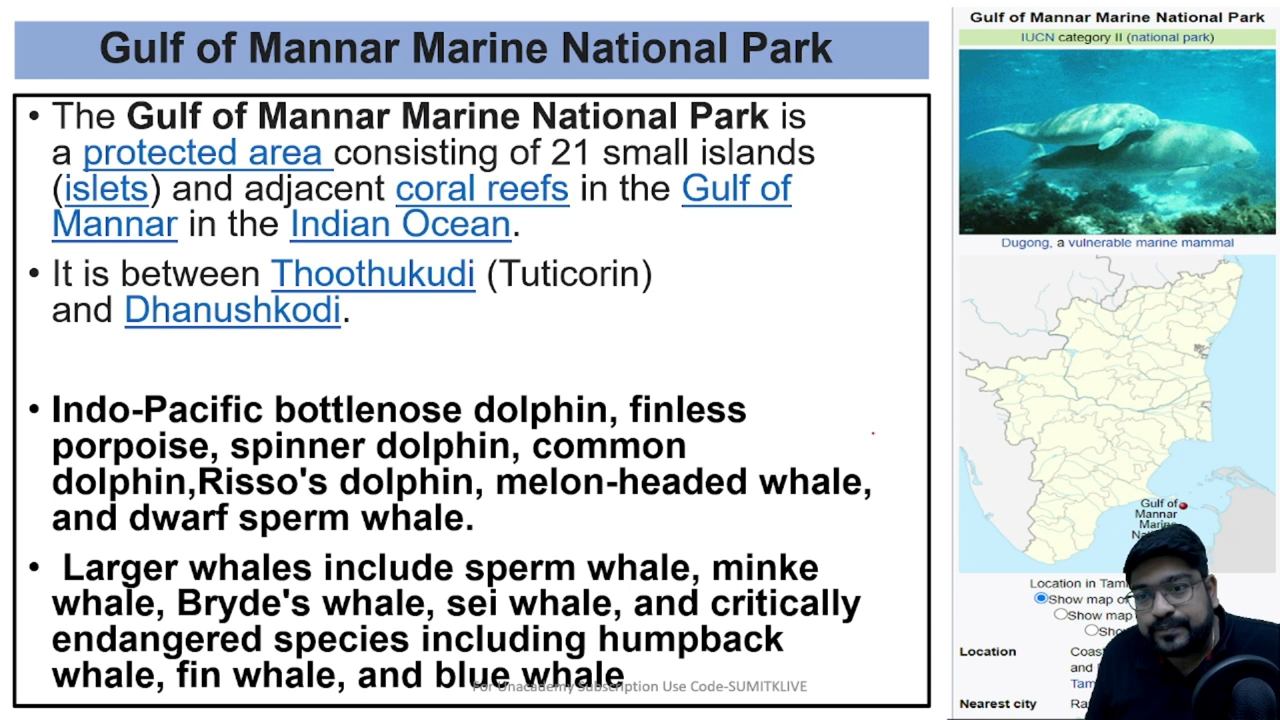 Gulf of Mannar Marine National Park
• The Gulf of Mannar Marine National Park is
a protected area consisting of 21 small islands
(islets) and adjacent coral reefs in the Gulf of
Mannar in the Indian Ocean.
• It is between Thoothukudi (Tuticorin)
and Dhanushkodi.
• Indo-Pacific bottlenose dolphin, finless
porpoise, spinner dolphin, common
dolphin,Risso's dolphin, melon-headed whale,
and dwarf sperm whale.
• Larger whales include sperm whale, minke
whale, Bryde's whale, sei whale, and critically
endangered species including humpback
whale, fin whale, and blue whale
For Unacademy Subscription Use Code-SUMITKLIVE
Gulf of Mannar Marine National Park
IUCN category II (national park)
Dugong, a vulnerable marine mammal
Gulf of
Mannar
Location in
Show map
Show map
Location
and
Nearest city